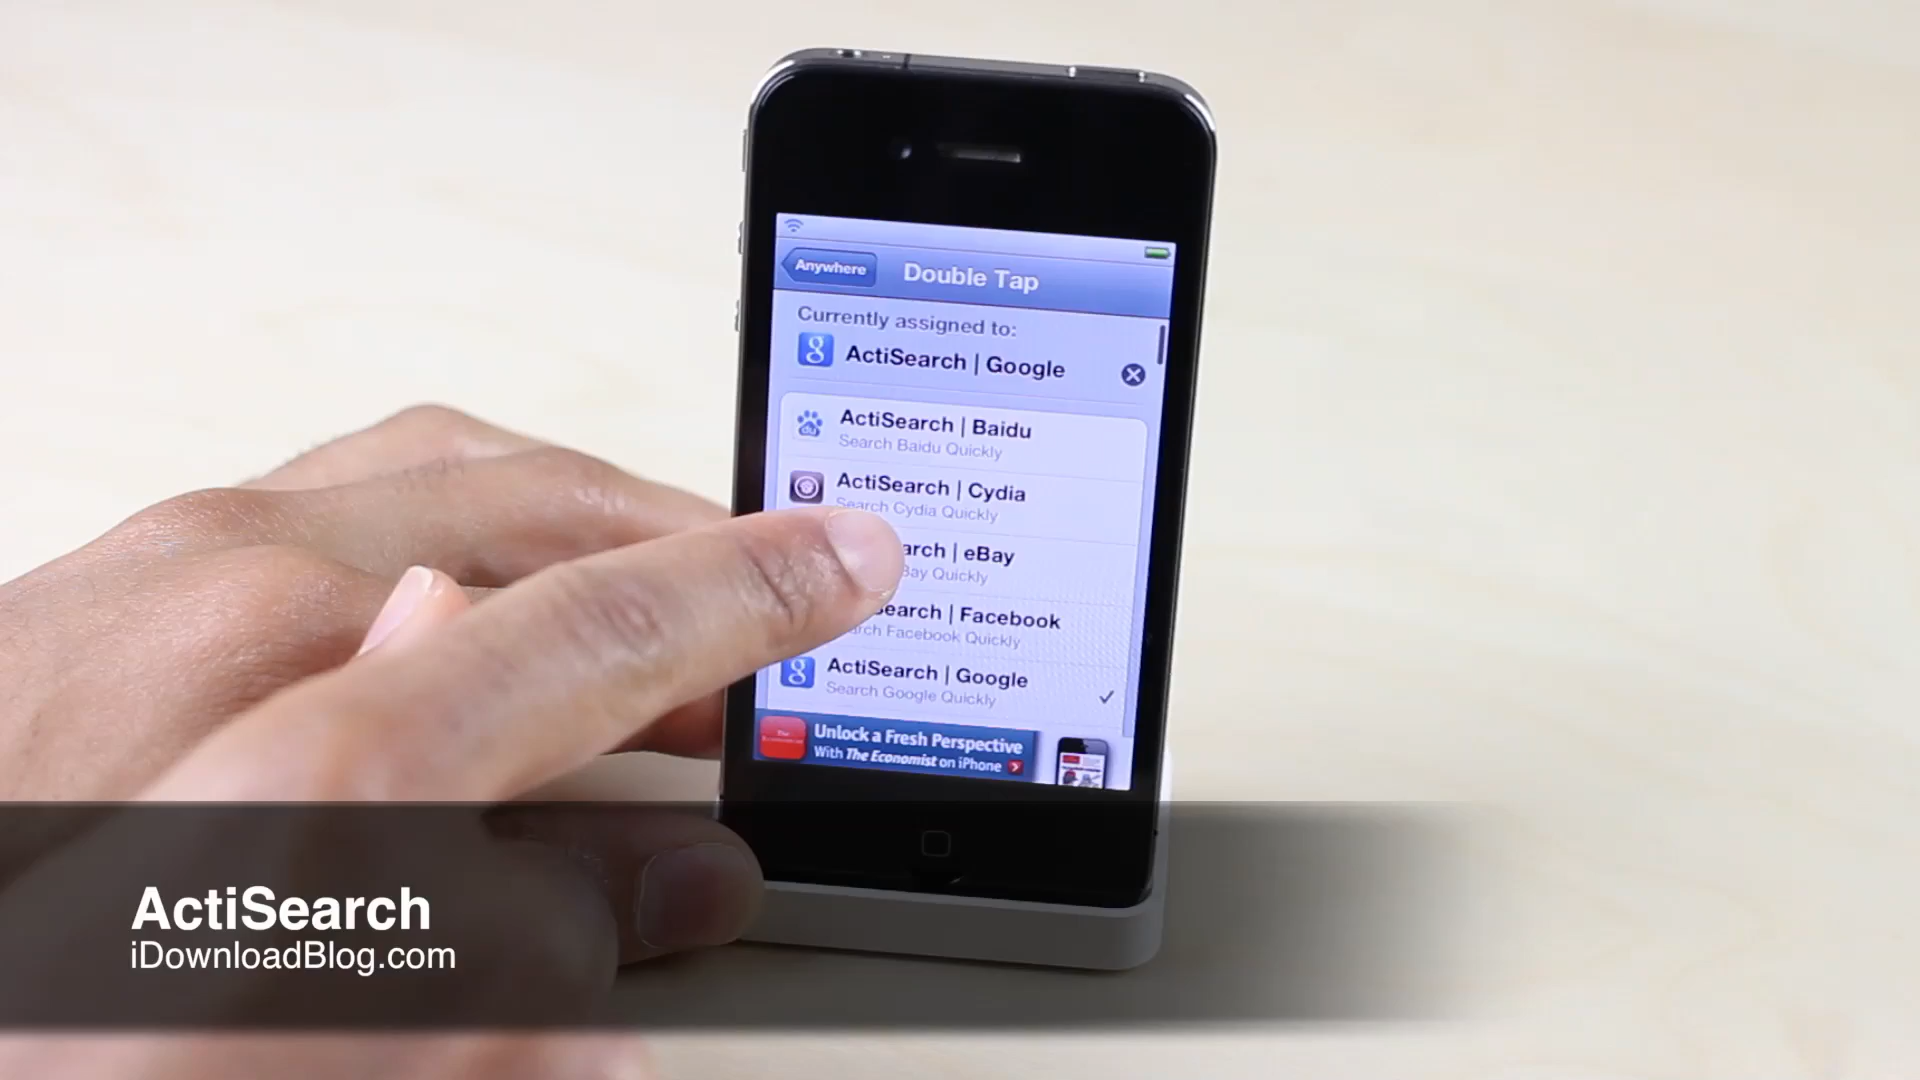 Anywhere
Double Tap
Currently assigned to:
ActiSearch | Google
ActiSearch | Baidu
Search Baidu Quickly
ActiSearch | Cydia
Search Cydia Quickly
arch | eBay
Bay Quickly
Search | Facebook
arch Facebook Quickly
ActiSearch | Google
Search Google Quickly
Unlock a Fresh Perspective
With The Economist on iPhone
ActiSearch
iDownloadBlog.com